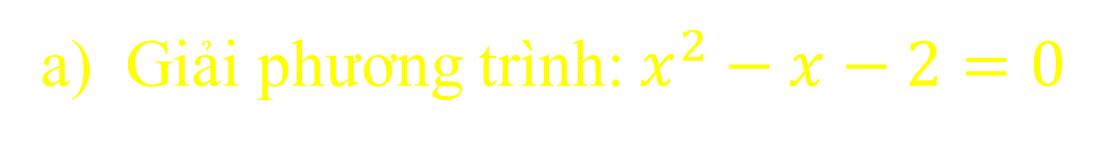 a) Giải phương trình: 𝑥² − 𝑥 − 2 = 0